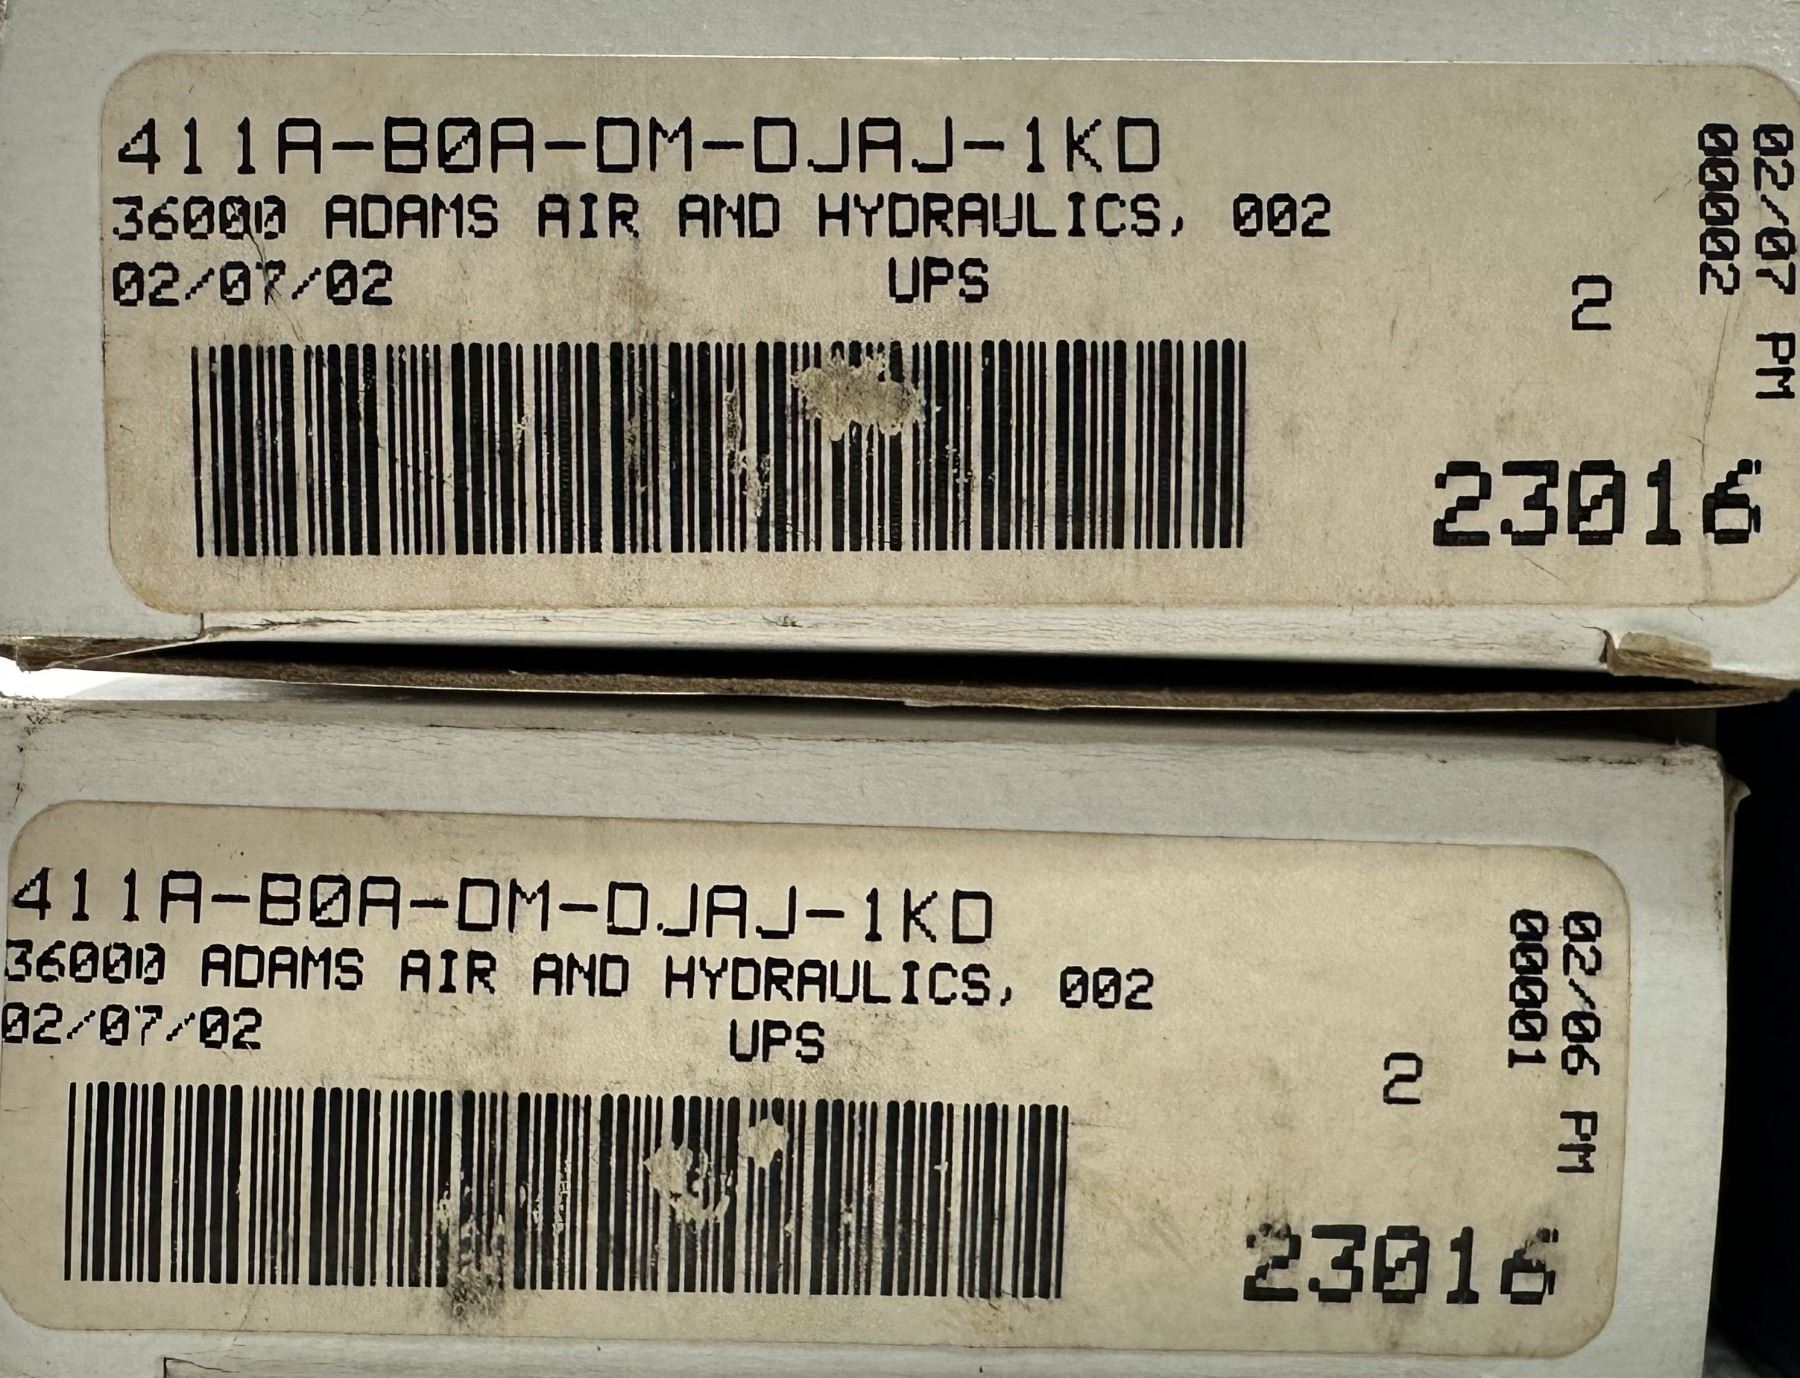 411A-B0A-DM-DJAJ-1KD
36000 ADAMS AIR AND HYDRAULICS, 002
02/07/02 UPS
2
23016
02/07 PM
00002
411A-B0A-DM-DJAJ-1KD
36000 ADAMS AIR AND HYDRAULICS, 002
02/07/02 UPS
2
23016
02/06 PM
00001